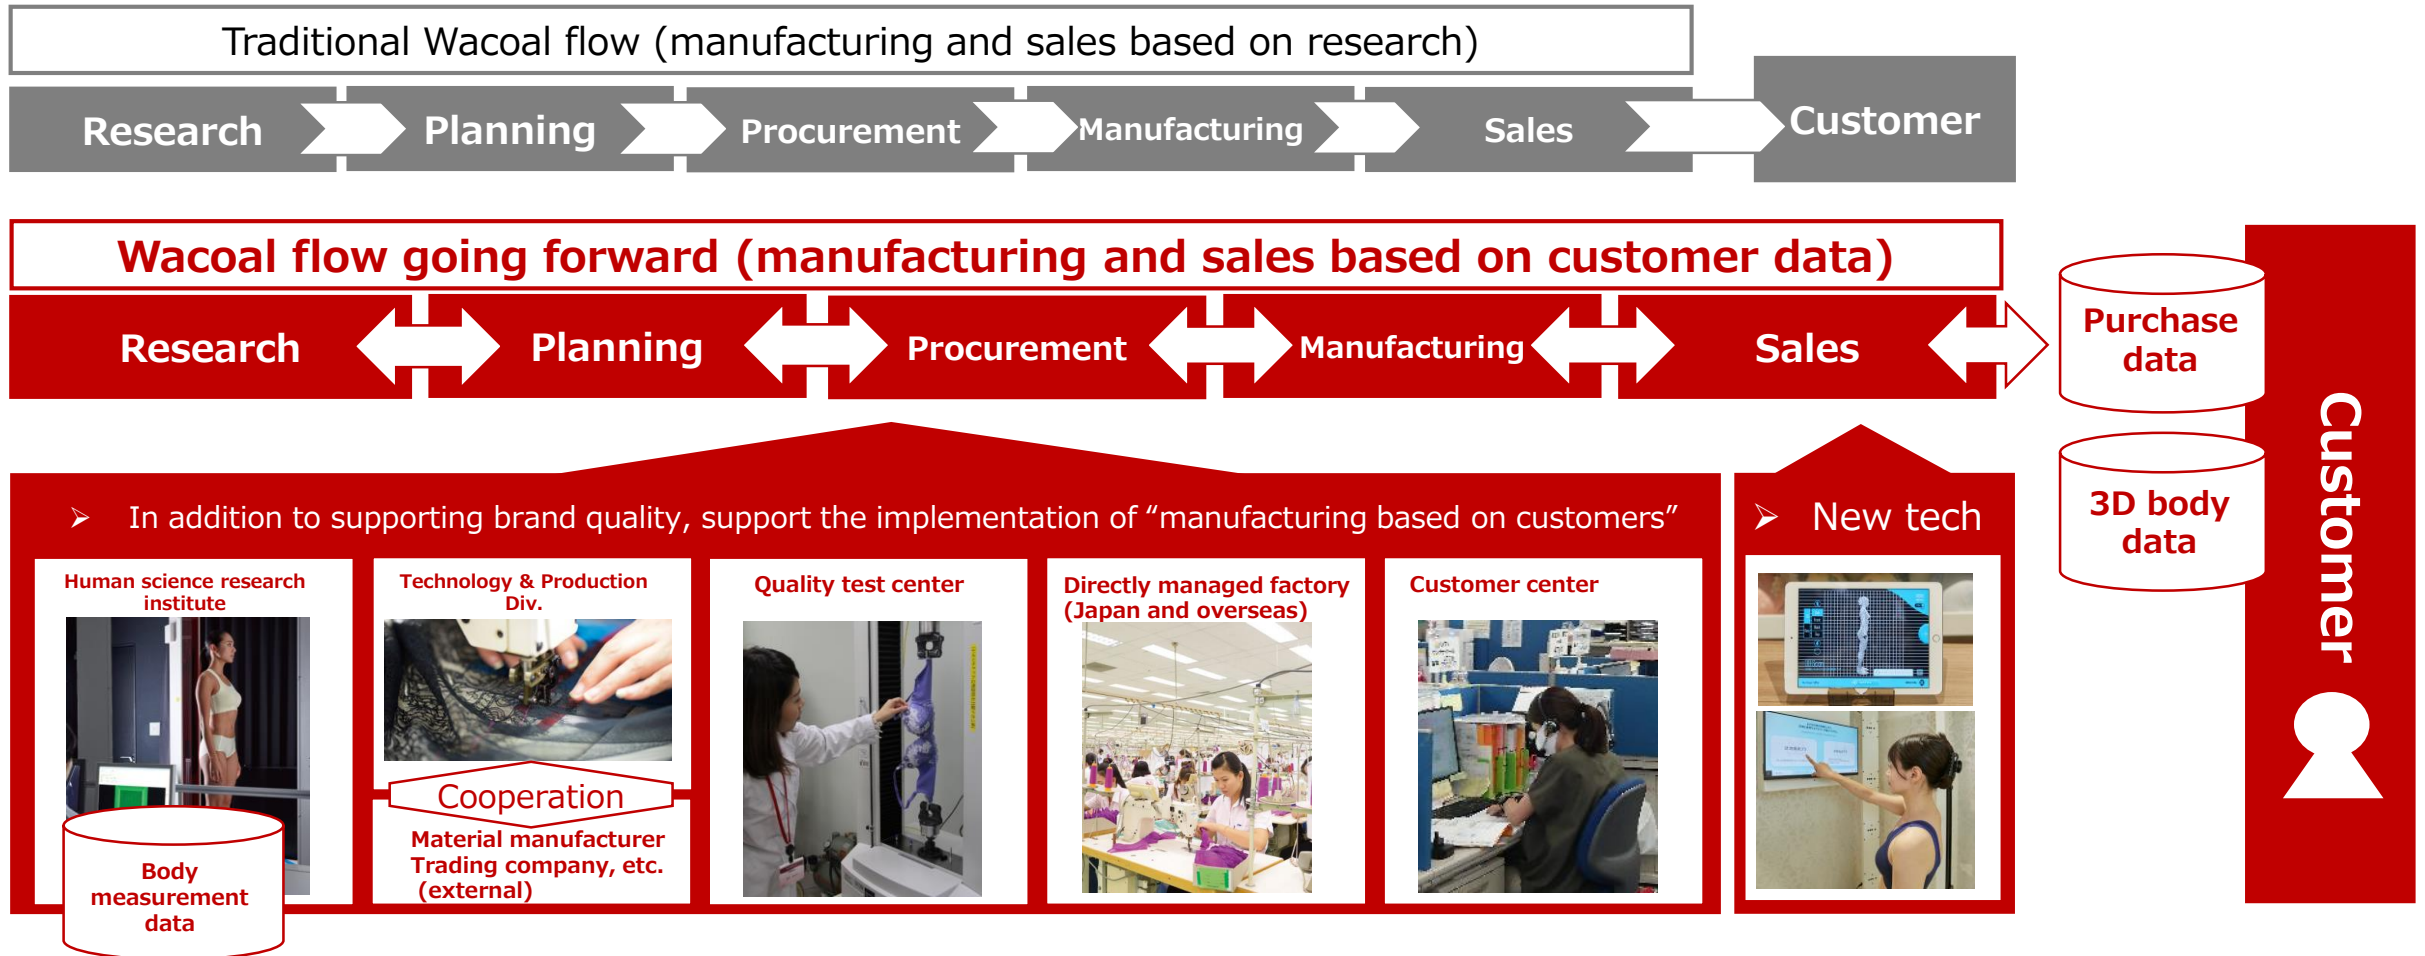 Traditional Wacoal flow (manufacturing and sales based on research)
Research
Planning
Procurement
Manufacturing
Sales
Customer
Wacoal flow going forward (manufacturing and sales based on customer data)
Research
Planning
Procurement
Manufacturing
Sales
Purchase
data
3D body
data
Customer
➢ In addition to supporting brand quality, support the implementation of “manufacturing based on customers”
➢ New tech
Human science research
institute
Body
measurement
data
Technology & Production
Div.
Cooperation
Material manufacturer
Trading company, etc.
(external)
Quality test center
Directly managed factory
(Japan and overseas)
Customer center